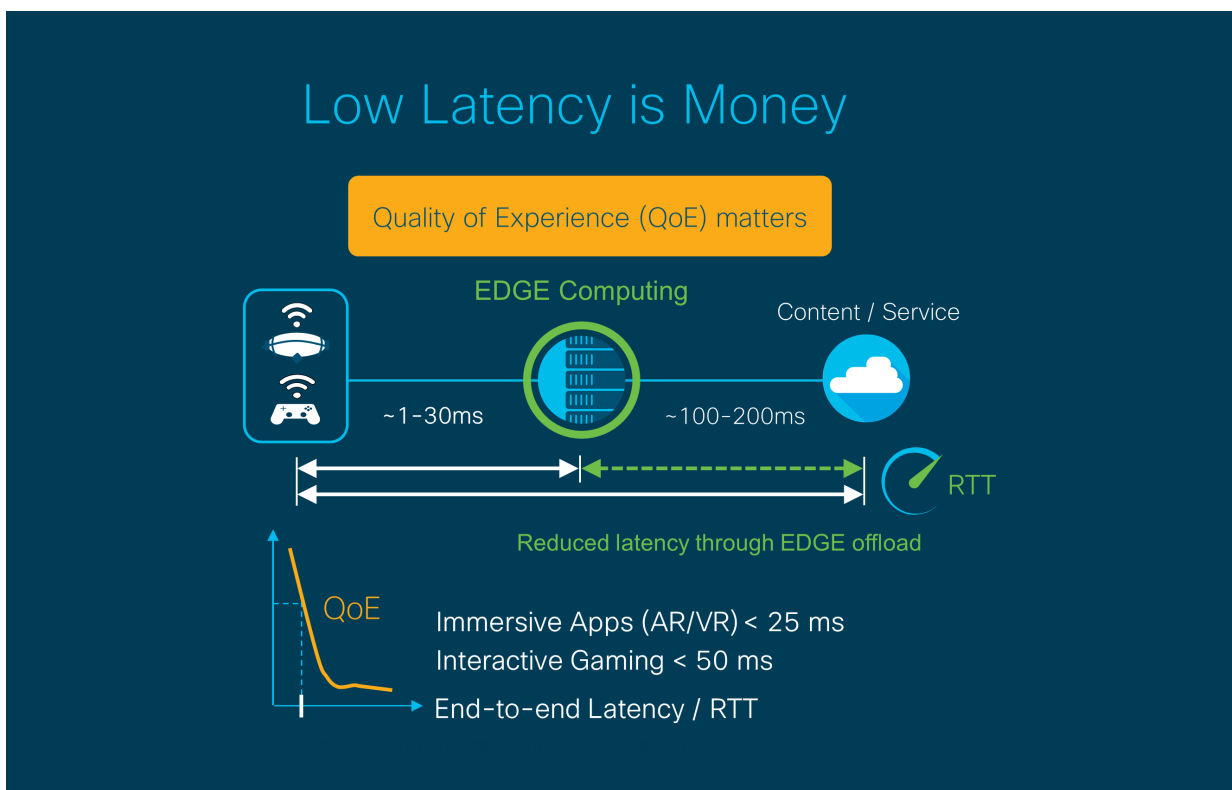 Low Latency is Money
Quality of Experience (QoE) matters
EDGE Computing
Content / Service
~1-30ms
~100-200ms
RTT
Reduced latency through EDGE offload
QoE
Immersive Apps (AR/VR) < 25 ms
Interactive Gaming < 50 ms
End-to-end Latency / RTT